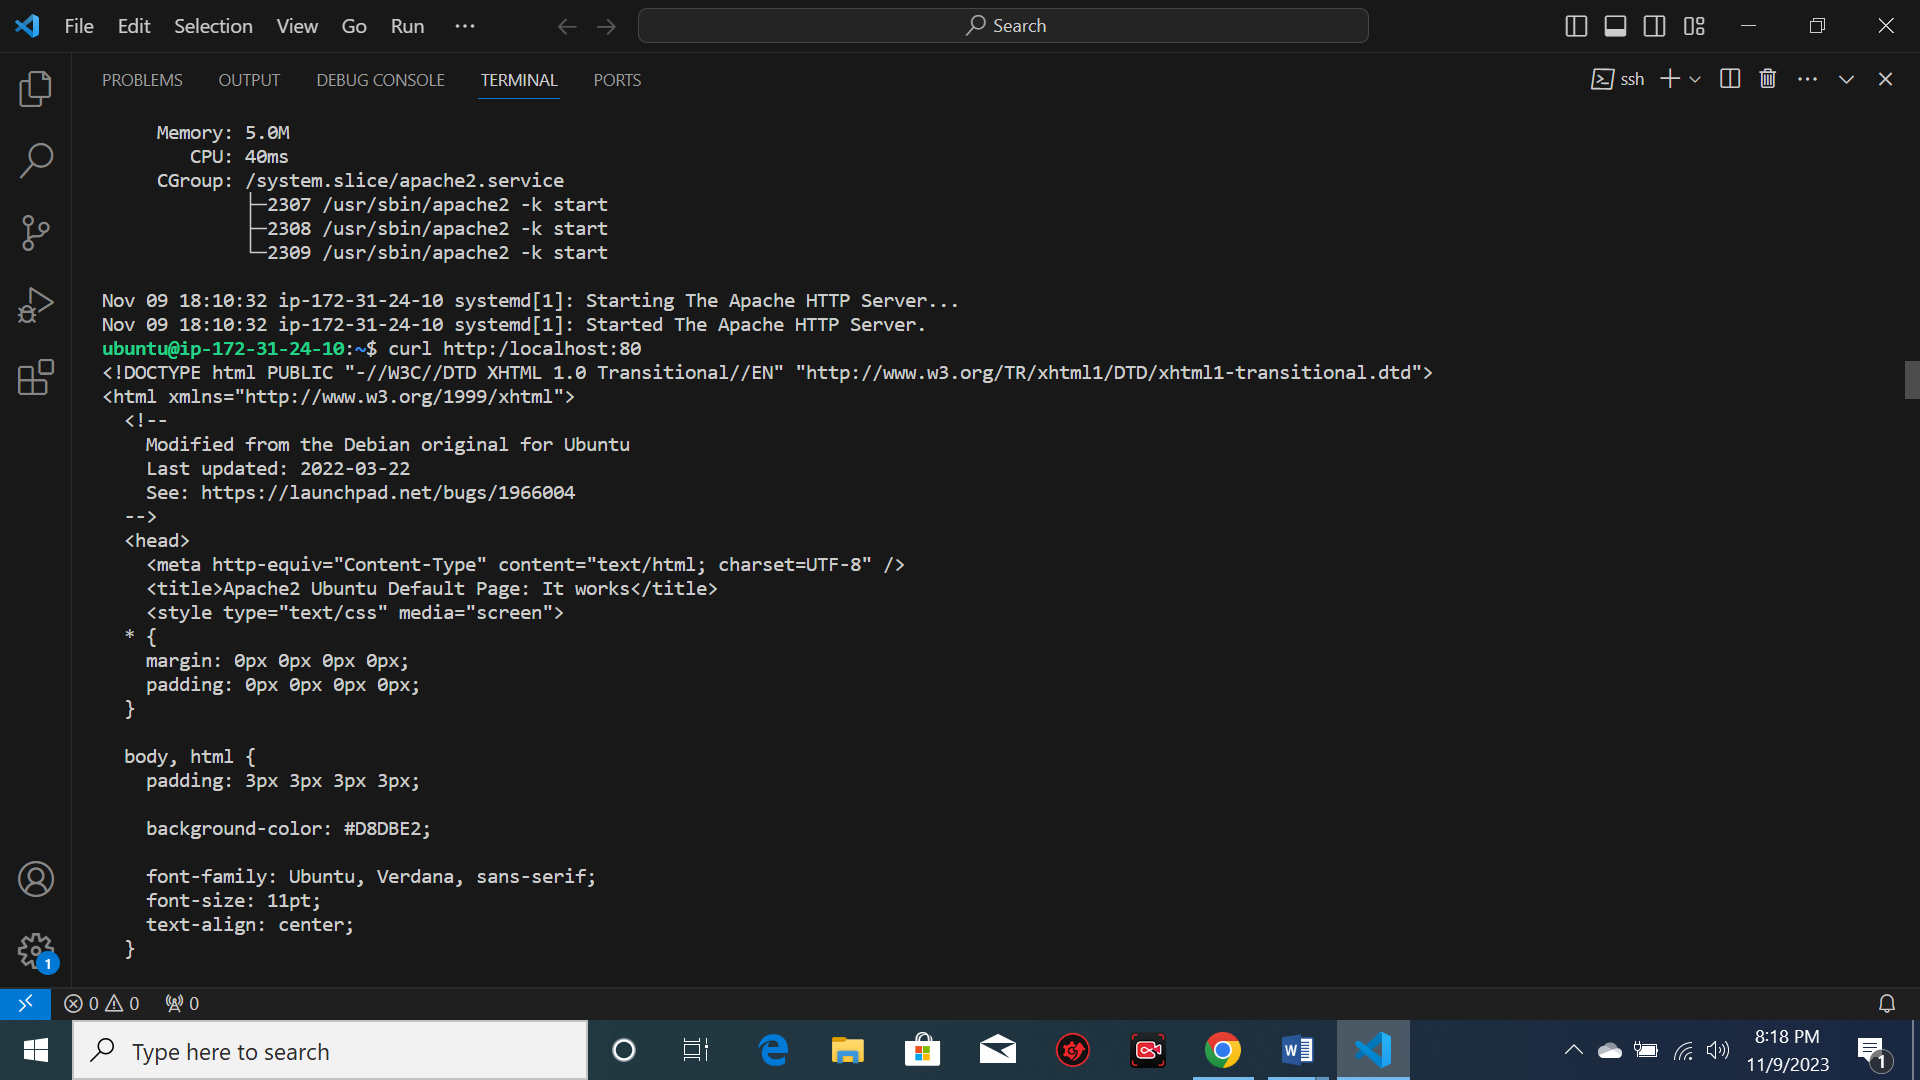 File Edit Selection View Go Run ··· Search
PROBLEMS OUTPUT DEBUG CONSOLE TERMINAL PORTS ssh
Memory: 5.0M
CPU: 40ms
CGroup: /system.slice/apache2.service
├─2307 /usr/sbin/apache2 -k start
├─2308 /usr/sbin/apache2 -k start
└─2309 /usr/sbin/apache2 -k start
Nov 09 18:10:32 ip-172-31-24-10 systemd[1]: Starting The Apache HTTP Server...
Nov 09 18:10:32 ip-172-31-24-10 systemd[1]: Started The Apache HTTP Server.
ubuntu@ip-172-31-24-10:~$ curl http:/localhost:80
<!DOCTYPE html PUBLIC "-//W3C//DTD XHTML 1.0 Transitional//EN" "http://www.w3.org/TR/xhtml1/DTD/xhtml1-transitional.dtd">
<html xmlns="http://www.w3.org/1999/xhtml">
<!--
Modified from the Debian original for Ubuntu
Last updated: 2022-03-22
See: https://launchpad.net/bugs/1966004
-->
<head>
<meta http-equiv="Content-Type" content="text/html; charset=UTF-8" />
<title>Apache2 Ubuntu Default Page: It works</title>
<style type="text/css" media="screen">
* {
margin: 0px 0px 0px 0px;
padding: 0px 0px 0px 0px;
}
body, html {
padding: 3px 3px 3px 3px;
background-color: #D8DBE2;
font-family: Ubuntu, Verdana, sans-serif;
font-size: 11pt;
text-align: center;
}
1
0 0 0
Type here to search
8:18 PM
11/9/2023
1